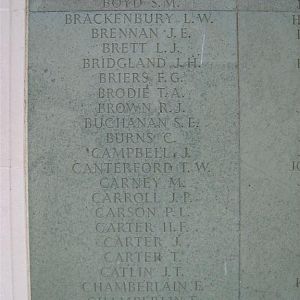 BOYD S.M.
BRACKENBURY L.W.
BRENNAN J.E.
BRETT L.J.
BRIDGLAND J.H.
BRIERS F.G.
BRODIE T.A.
BROWN R.J.
BUCHANAN S.E.
BURNS C.
CAMPBELL J.
CANTERFORD T.W.
CARNEY M.
CARROLL J.P.
CARSON P.L.
CARTER H.F.
CARTER J.
CARTER T.
CATLIN J.T.
CHAMBERLAIN E.